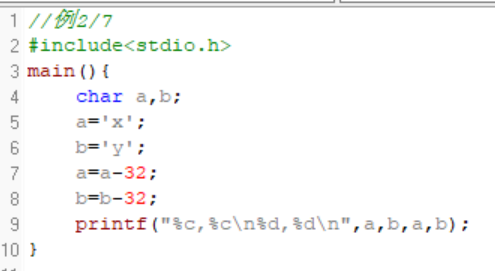 1 //例2/7
2 #include<stdio.h>
3 main(){
4 char a,b;
5 a='x';
6 b='y';
7 a=a-32;
8 b=b-32;
9 printf("%c,%c\n%d,%d\n",a,b,a,b);
10 }